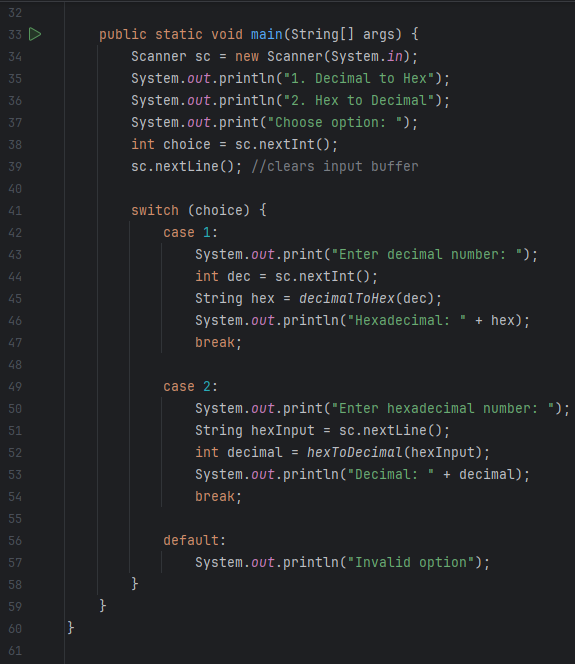 32
33 public static void main(String[] args) {
34 Scanner sc = new Scanner(System.in);
35 System.out.println("1. Decimal to Hex");
36 System.out.println("2. Hex to Decimal");
37 System.out.print("Choose option: ");
38 int choice = sc.nextInt();
39 sc.nextLine(); //clears input buffer
40
41 switch (choice) {
42 case 1:
43 System.out.print("Enter decimal number: ");
44 int dec = sc.nextInt();
45 String hex = decimalToHex(dec);
46 System.out.println("Hexadecimal: " + hex);
47 break;
48
49 case 2:
50 System.out.print("Enter hexadecimal number: ");
51 String hexInput = sc.nextLine();
52 int decimal = hexToDecimal(hexInput);
53 System.out.println("Decimal: " + decimal);
54 break;
55
56 default:
57 System.out.println("Invalid option");
58 }
59 }
60 }
61